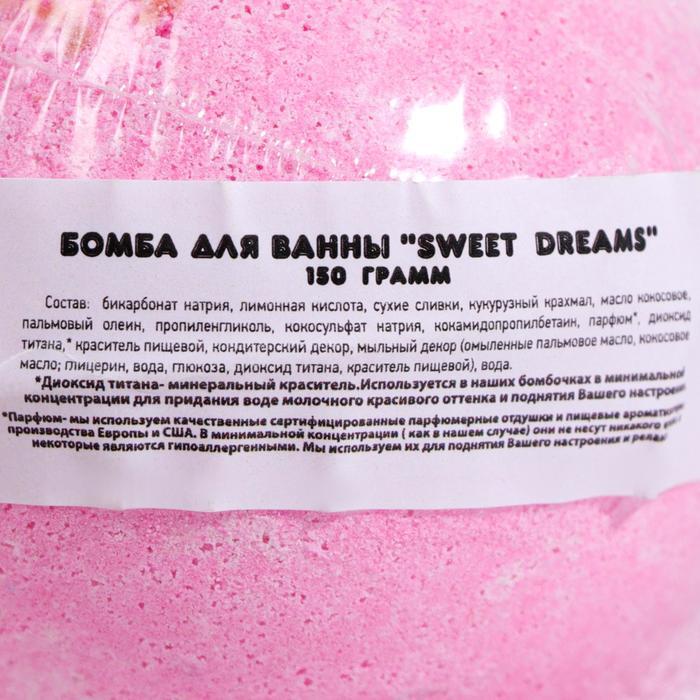 БОМБА ДЛЯ ВАННЫ "SWEET DREAMS"
150 ГРАММ
Состав: бикарбонат натрия, лимонная кислота, сухие сливки, кукурузный крахмал, масло кокосовое,
пальмовый олеин, пропиленгликоль, кокосульфат натрия, кокамидопропилбетаин, парфюм*, диоксид
титана,* краситель пищевой, кондитерский декор, мыльный декор (омыленные пальмовое масло, кокосовое
масло; глицерин, вода, глюкоза, диоксид титана, краситель пищевой), вода.
*Диоксид титана- минеральный краситель.Используется в наших бомбочках в минимальной
концентрации для придания воде молочного красивого оттенка и поднятия Вашего настроения
*Парфюм- мы используем качественные сертифицированные парфюмерные отдушки и пищевые
производства Европы и США. В минимальной концентрации ( как в нашем случае) они не несут никакого
некоторые являются гипоаллергенными. Мы используем их для поднятия Вашего настроения и